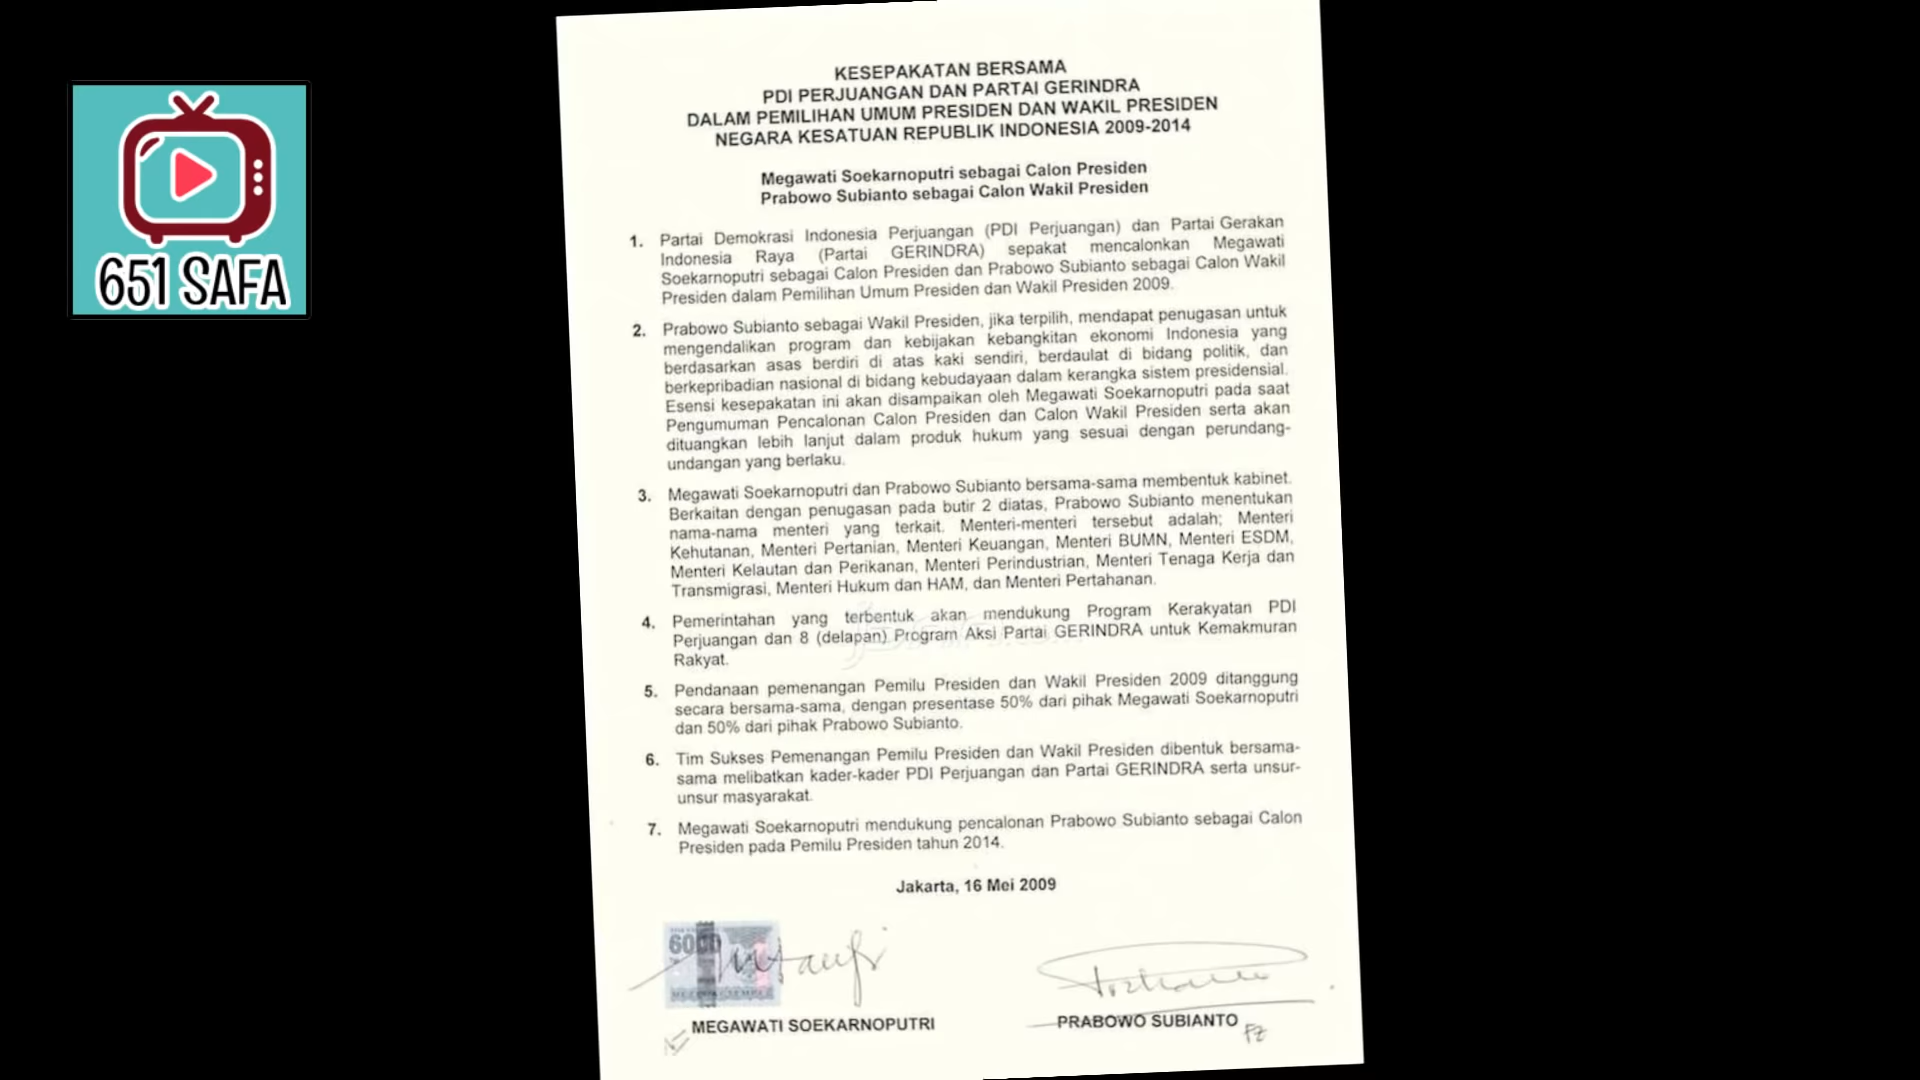 651 SAFA
KESEPAKATAN BERSAMA
PDI PERJUANGAN DAN PARTAI GERINDRA
DALAM PEMILIHAN UMUM PRESIDEN DAN WAKIL PRESIDEN
NEGARA KESATUAN REPUBLIK INDONESIA 2009-2014
Megawati Soekarnoputri sebagai Calon Presiden
Prabowo Subianto sebagai Calon Wakil Presiden
1. Partai Demokrasi Indonesia Perjuangan (PDI Perjuangan) dan Partai Gerakan
Indonesia Raya (Partai GERINDRA) sepakat mencalonkan Megawati
Soekarnoputri sebagai Calon Presiden dan Prabowo Subianto sebagai Calon Wakil
Presiden dalam Pemilihan Umum Presiden dan Wakil Presiden 2009.
2. Prabowo Subianto sebagai Wakil Presiden, jika terpilih, mendapat penugasan untuk
mengendalikan program dan kebijakan kebangkitan ekonomi Indonesia yang
berdasarkan asas berdiri di atas kaki sendiri, berdaulat di bidang politik, dan
berkepribadian nasional di bidang kebudayaan dalam kerangka sistem presidensial.
Esensi kesepakatan ini akan disampaikan oleh Megawati Soekarnoputri pada saat
Pengumuman Pencalonan Calon Presiden dan Calon Wakil Presiden serta akan
dituangkan lebih lanjut dalam produk hukum yang sesuai dengan perundang-
undangan yang berlaku.
3. Megawati Soekarnoputri dan Prabowo Subianto bersama-sama membentuk kabinet.
Berkaitan dengan penugasan pada butir 2 diatas, Prabowo Subianto menentukan
nama-nama menteri yang terkait. Menteri-menteri tersebut adalah; Menteri
Kehutanan, Menteri Pertanian, Menteri Keuangan, Menteri BUMN, Menteri ESDM,
Menteri Kelautan dan Perikanan, Menteri Perindustrian, Menteri Tenaga Kerja dan
Transmigrasi, Menteri Hukum dan HAM, dan Menteri Pertahanan.
4. Pemerintahan yang terbentuk akan mendukung Program Kerakyatan PDI
Perjuangan dan 8 (delapan) Program Aksi Partai GERINDRA untuk Kemakmuran
Rakyat.
5. Pendanaan pemenangan Pemilu Presiden dan Wakil Presiden 2009 ditanggung
secara bersama-sama, dengan presentase 50% dari pihak Megawati Soekarnoputri
dan 50% dari pihak Prabowo Subianto.
6. Tim Sukses Pemenangan Pemilu Presiden dan Wakil Presiden dibentuk bersama-
sama melibatkan kader-kader PDI Perjuangan dan Partai GERINDRA serta unsur-
unsur masyarakat.
7. Megawati Soekarnoputri mendukung pencalonan Prabowo Subianto sebagai Calon
Presiden pada Pemilu Presiden tahun 2014.
Jakarta, 16 Mei 2009
6000
MEGAWATI SOEKARNOPUTRI
PRABOWO SUBIANTO